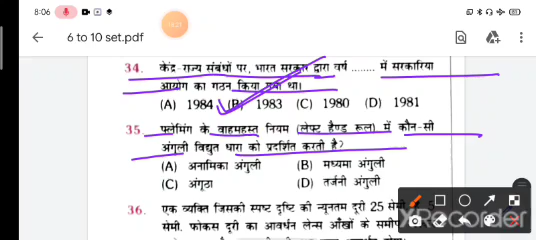 8:06
6 to 10 set.pdf
34. केंद्र-राज्य संबंधों पर, भारत सरकार द्वारा वर्ष ........ में सरकारिया
आयोग का गठन किया गया था।
(A) 1984 (B) 1983 (C) 1980 (D) 1981
35. फ्लेमिंग के वाहमहस्त नियम (लेफ्ट हैण्ड रूल) में कौन-सी
अंगुली विद्युत धारा को प्रदर्शित करती है?
(A) अनामिका अंगुली (B) मध्यमा अंगुली
(C) अंगूठा (D) तर्जनी अंगुली
36. एक व्यक्ति जिसकी स्पष्ट दृष्टि की न्यूनतम दूरी 25 सेमी
सेमी. फोकस दूरी का आवर्धन लेन्स आँखों के समीप